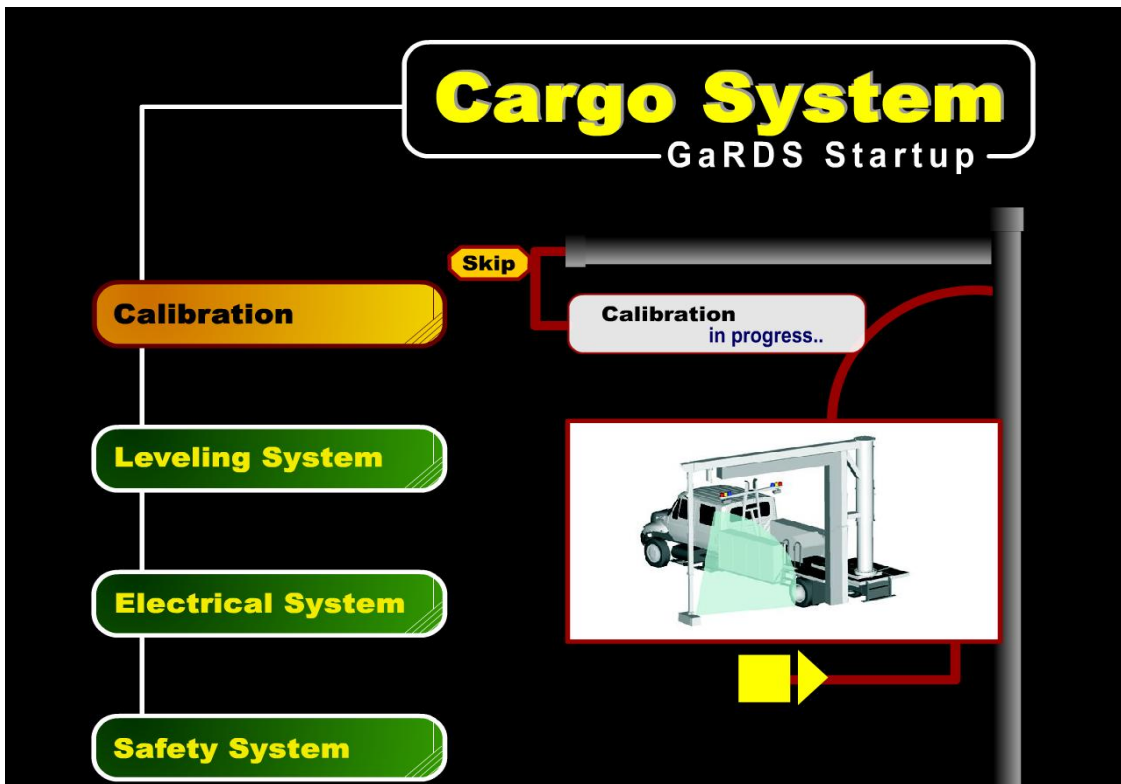 Cargo System
GaRDS Startup
Skip
Calibration
Calibration
in progress..
Leveling System
Electrical System
Safety System